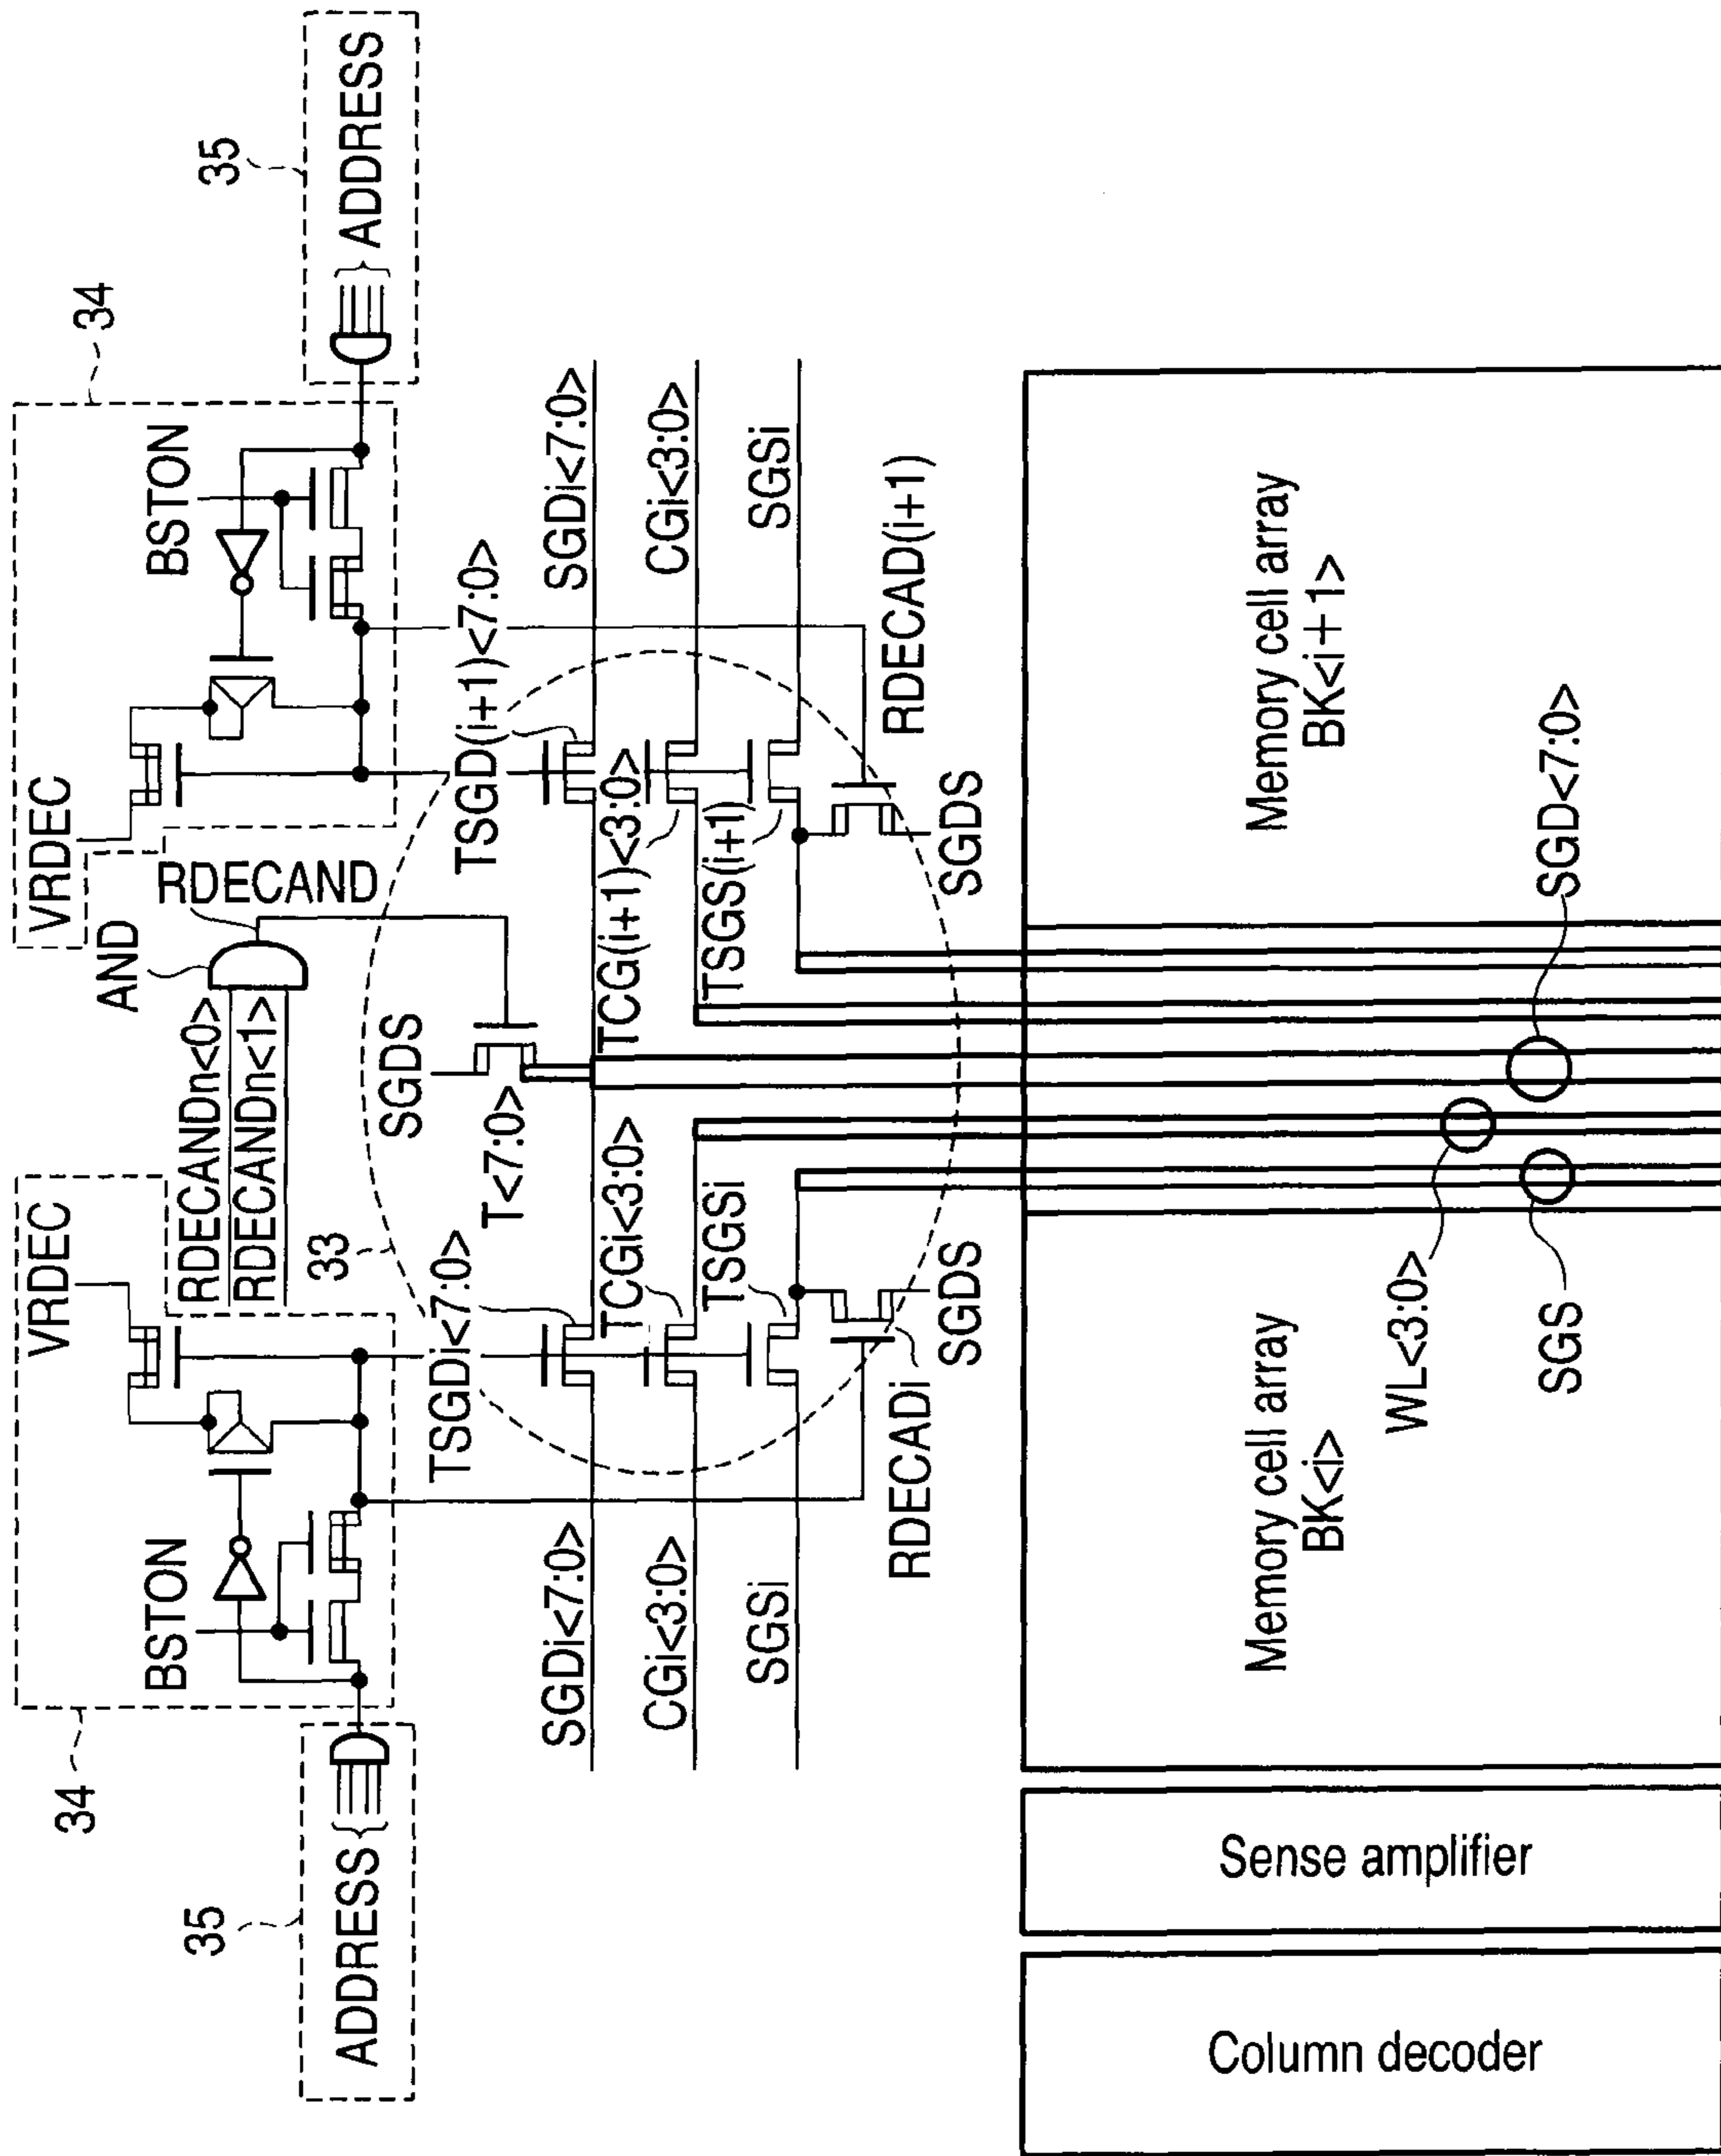 35
ADDRESS
34
BSTON
VRDEC
RDECANDn<0>
RDECANDn<1>
AND
RDECAND
VRDEC
BSTON
34
35
ADDRESS
33
SGDS
T<7:0>
TSGDi<7:0>
TSGD(i+1)<7:0>
SGDi<7:0>
SGDi<7:0>
TCGi<3:0>
TCG(i+1)<3:0>
CGi<3:0>
CGi<3:0>
TSGSi
TSGS(i+1)
SGSi
SGSi
RDECADi
SGDS
SGDS
RDECAD(i+1)
Column decoder
Sense amplifier
Memory cell array
BK<i>
Memory cell array
BK<i+1>
WL<3:0>
SGS
SGD<7:0>